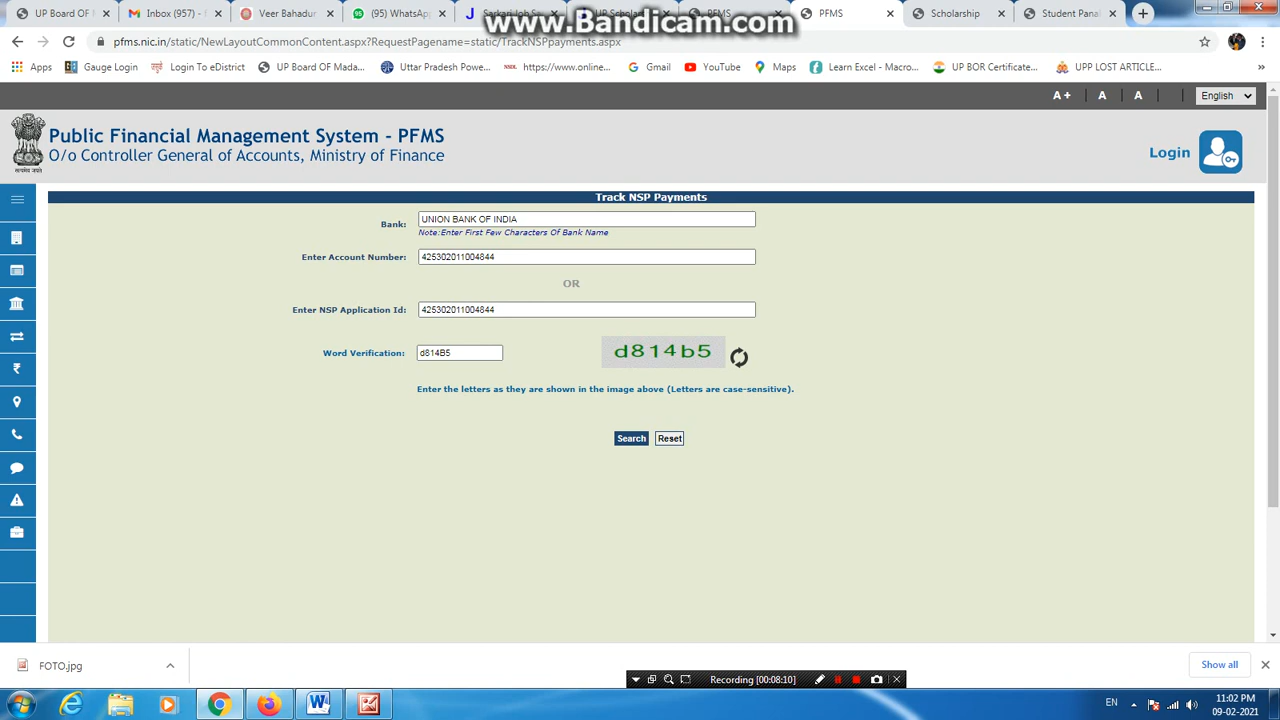 UP Board OF M
Inbox (957) -
Veer Bahadur
(95) WhatsApp
Sarkari Job
PFMS
PFMS
Scholarship
Student Panel
www.Bandicam.com
pfms.nic.in/static/NewLayoutCommonContent.aspx?RequestPagename=static/TrackNSPpayments.aspx
Apps
Gauge Login
Login To eDistrict
UP Board OF Mada...
Uttar Pradesh Powe...
https://www.online...
Gmail
YouTube
Maps
Learn Excel - Macro...
UP BOR Certificate...
UPP LOST ARTICLE...
»
A +
A
A
English
सत्यमेव जयते
Public Financial Management System - PFMS
O/o Controller General of Accounts, Ministry of Finance
Login
Track NSP Payments
Bank:
UNION BANK OF INDIA
Note:Enter First Few Characters Of Bank Name
Enter Account Number:
425302011004844
OR
Enter NSP Application Id:
425302011004844
Word Verification:
d814B5
d814b5
Enter the letters as they are shown in the image above (Letters are case-sensitive).
Search
Reset
FOTO.jpg
Show all
Recording [00:08:10]
EN
11:02 PM
09-02-2021